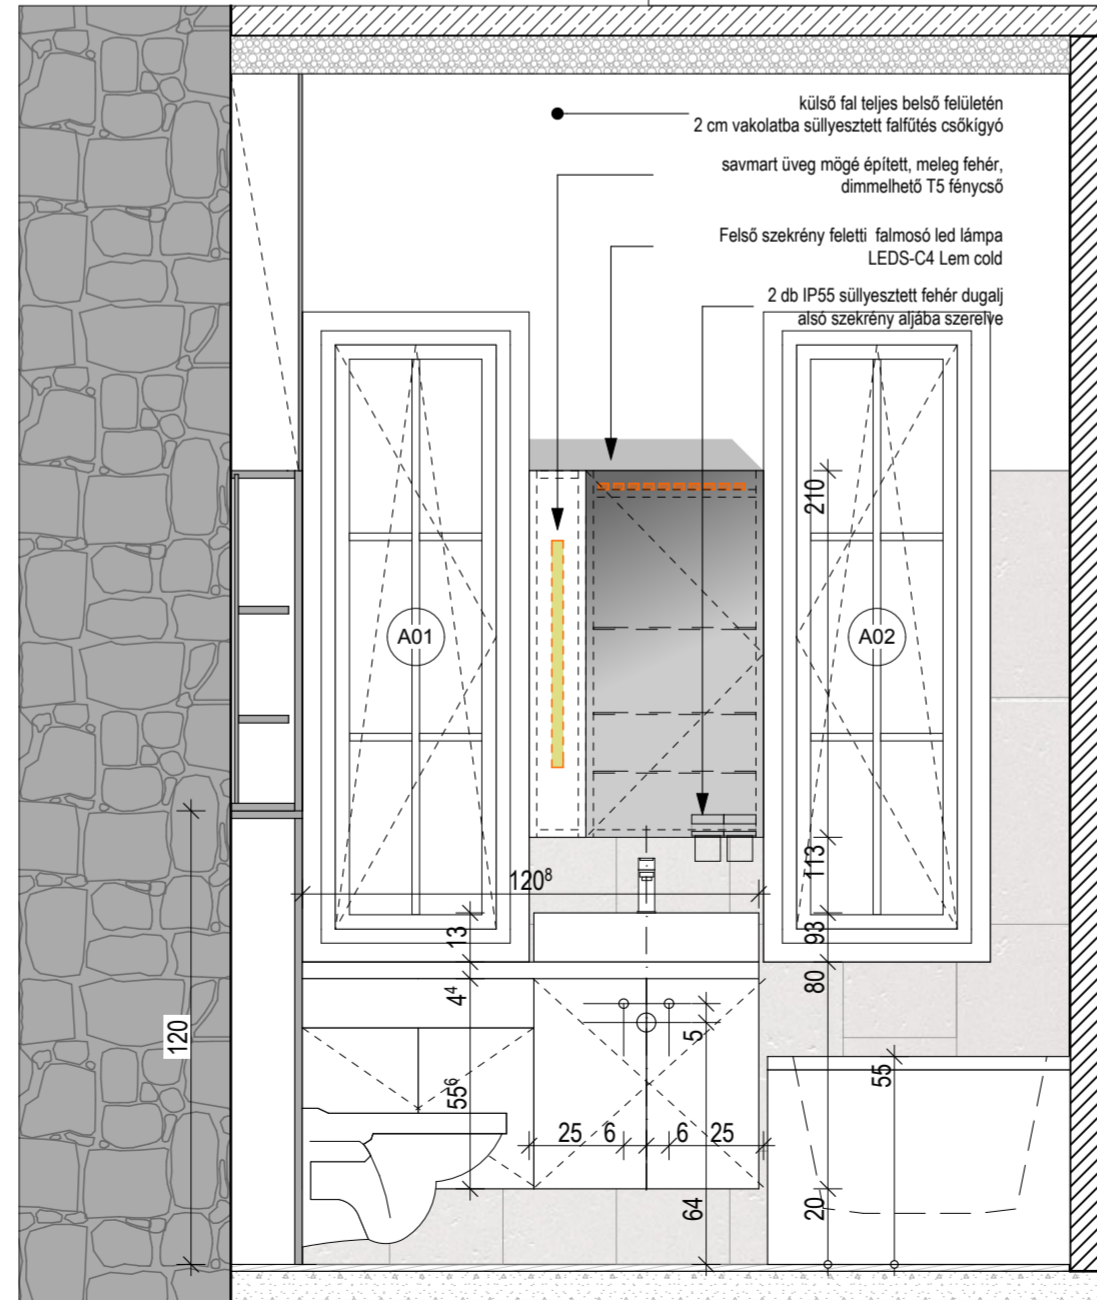 külső fal teljes belső felületén
2 cm vakolatba süllyesztett falfűtés csőkígyó
savmart üveg mögé épített, meleg fehér,
dimmelhető T5 fénycső
Felső szekrény feletti falmosó led lámpa
LEDS-C4 Lem cold
2 db IP55 süllyesztett fehér dugalj
alsó szekrény aljába szerelve
210
A01
A02
113
120⁸
13
93
4⁴
80
5
120
55⁶
55
25 6 6 25
64
20